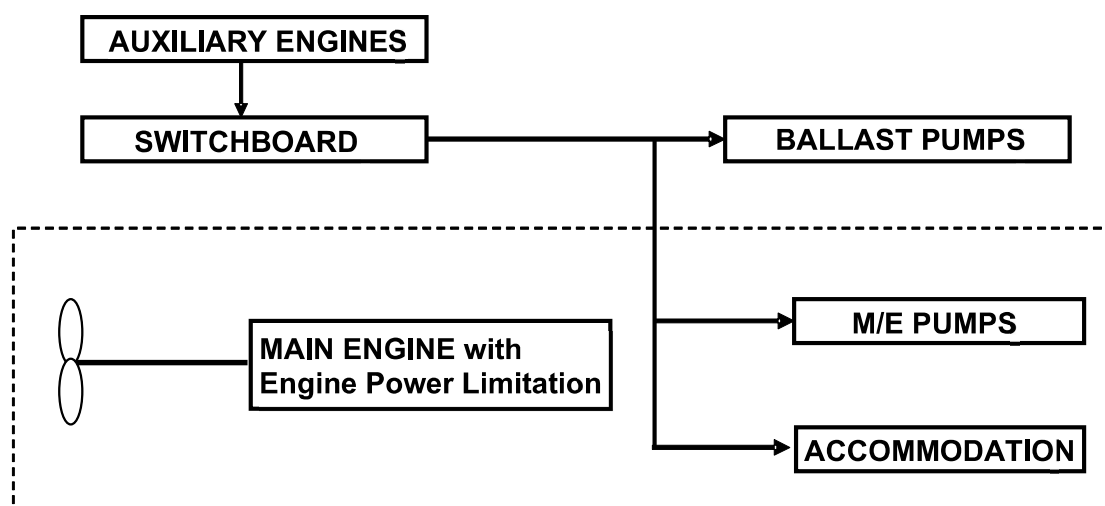 AUXILIARY ENGINES
SWITCHBOARD
BALLAST PUMPS
MAIN ENGINE with
Engine Power Limitation
M/E PUMPS
ACCOMMODATION